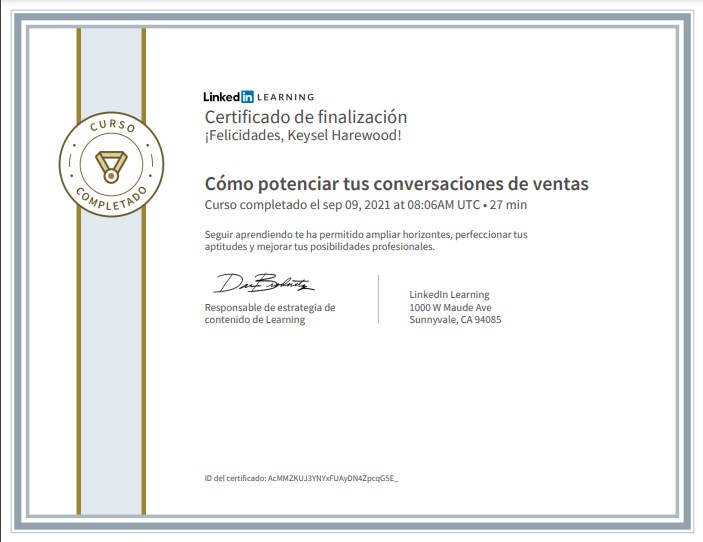 CURSO
COMPLETADO
Linked in LEARNING
Certificado de finalización
¡Felicidades, Keysel Harewood!
Cómo potenciar tus conversaciones de ventas
Curso completado el sep 09, 2021 at 08:06AM UTC • 27 min
Seguir aprendiendo te ha permitido ampliar horizontes, perfeccionar tus
aptitudes y mejorar tus posibilidades profesionales.
Responsable de estrategia de
contenido de Learning
LinkedIn Learning
1000 W Maude Ave
Sunnyvale, CA 94085
ID del certificado: AcMMZKUJ3YNYxFUAyDN4ZpcqG5E_